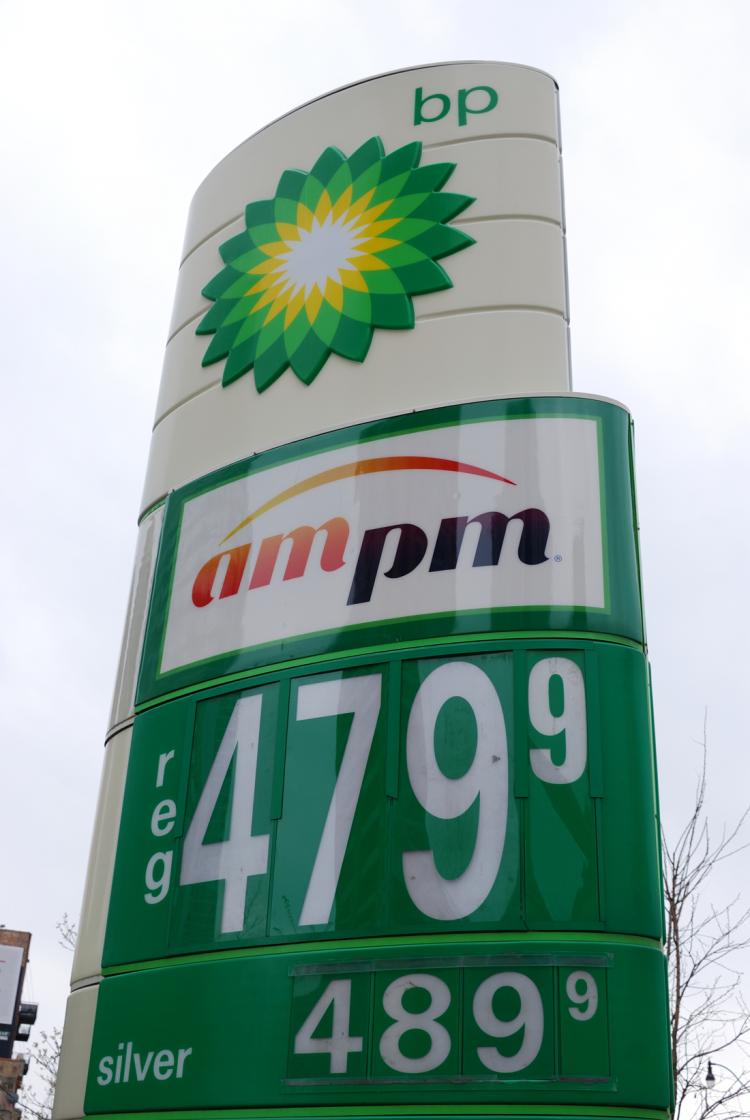 bp
ampm®
reg 479 9
silver 489 9